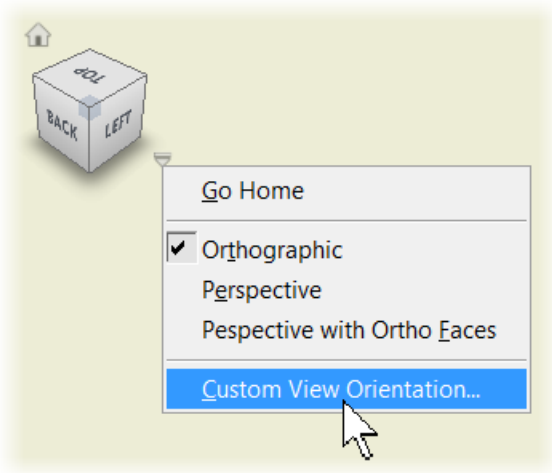 TOP
BACK
LEFT
Go Home
Orthographic
Perspective
Pespective with Ortho Faces
Custom View Orientation...